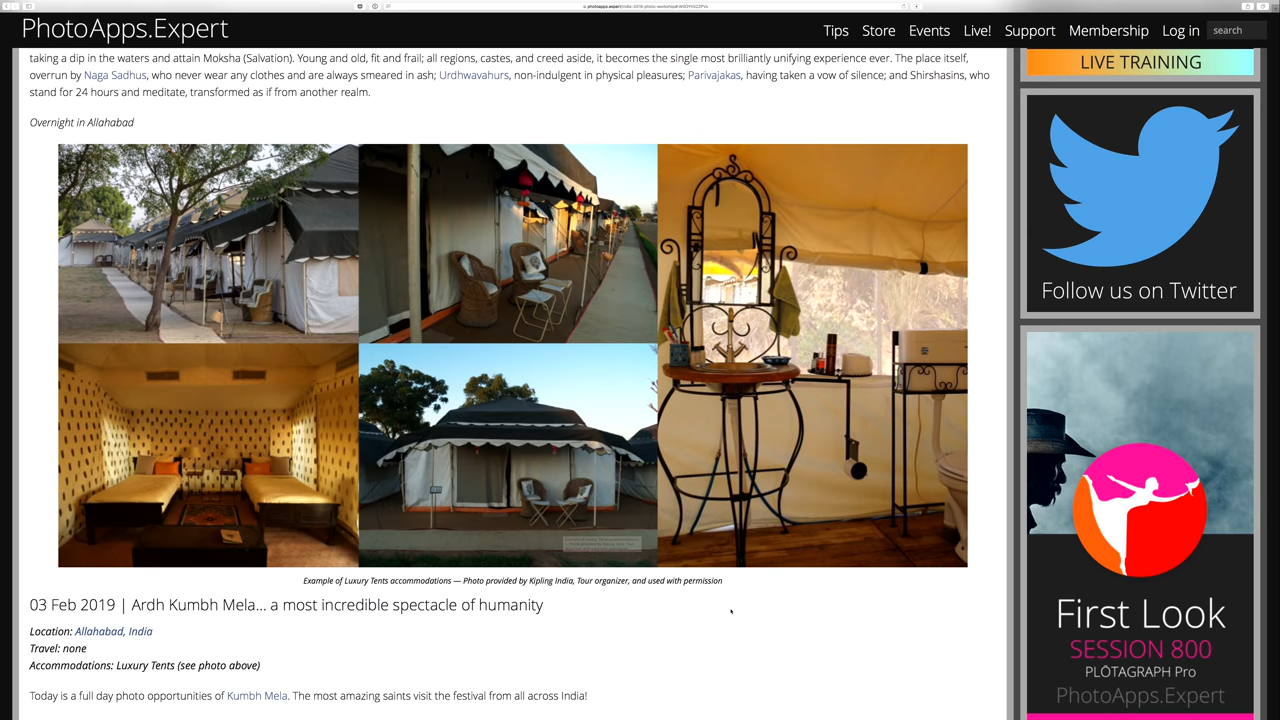 photoapps.expert
PhotoApps.Expert
Tips Store Events Live! Support Membership Log in search
taking a dip in the waters and attain Moksha (Salvation). Young and old, fit and frail; all regions, castes, and creed aside, it becomes the single most brilliantly unifying experience ever. The place itself,
overrun by Naga Sadhus, who never wear any clothes and are always smeared in ash; Urdhwavahurs, non-indulgent in physical pleasures; Parivajakas, having taken a vow of silence; and Shirshasins, who
stand for 24 hours and meditate, transformed as if from another realm.
Overnight in Allahabad
Example of Luxury Tents accommodations — Photo provided by Kipling India, Tour organizer, and used with permission
03 Feb 2019 | Ardh Kumbh Mela... a most incredible spectacle of humanity
Location: Allahabad, India
Travel: none
Accommodations: Luxury Tents (see photo above)
Today is a full day photo opportunities of Kumbh Mela. The most amazing saints visit the festival from all across India!
LIVE TRAINING
Follow us on Twitter
First Look
SESSION 800
PLŌTAGRAPH Pro
PhotoApps.Expert